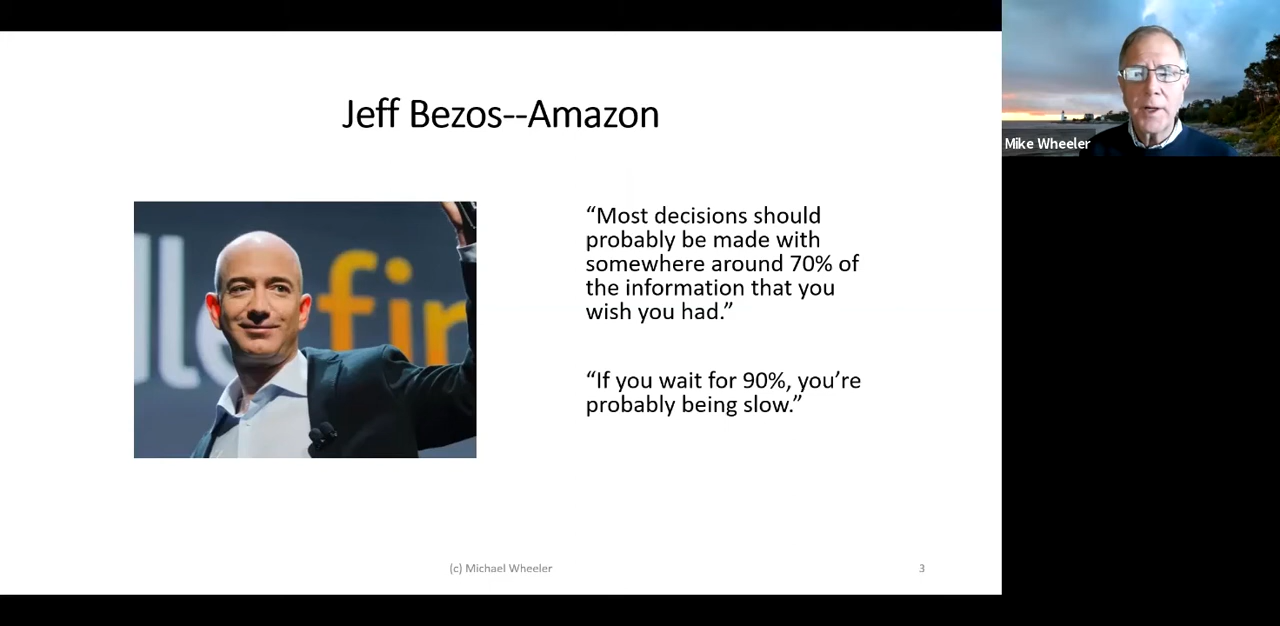 Jeff Bezos--Amazon
“Most decisions should
probably be made with
somewhere around 70% of
the information that you
wish you had.”
“If you wait for 90%, you’re
probably being slow.”
(c) Michael Wheeler
3
Mike Wheeler